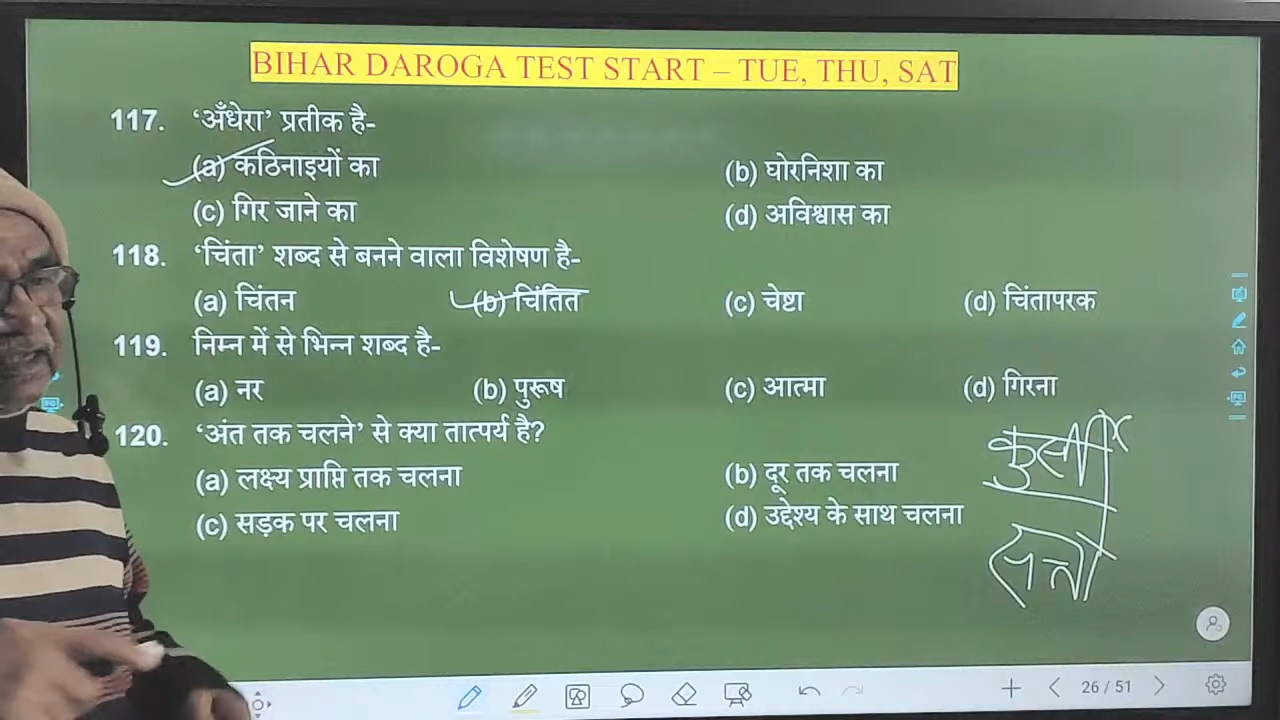 BIHAR DAROGA TEST START – TUE, THU, SAT
117. ‘अँधेरा’ प्रतीक है-
(a) कठिनाइयों का (b) घोरनिशा का
(c) गिर जाने का (d) अविश्वास का
118. ‘चिंता’ शब्द से बनने वाला विशेषण है-
(a) चिंतन (b) चिंतित (c) चेष्टा (d) चिंतापरक
119. निम्न में से भिन्न शब्द है-
(a) नर (b) पुरूष (c) आत्मा (d) गिरना
120. ‘अंत तक चलने’ से क्या तात्पर्य है?
(a) लक्ष्य प्राप्ति तक चलना (b) दूर तक चलना
(c) सड़क पर चलना (d) उद्देश्य के साथ चलना
कुर्सी
सत्ता
26 / 51